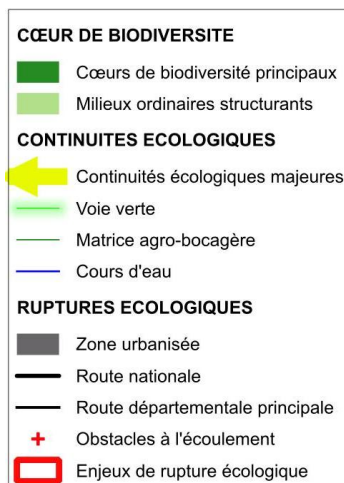 CŒUR DE BIODIVERSITE
Cœurs de biodiversité principaux
Milieux ordinaires structurants
CONTINUITES ECOLOGIQUES
Continuités écologiques majeures
Voie verte
Matrice agro-bocagère
Cours d'eau
RUPTURES ECOLOGIQUES
Zone urbanisée
Route nationale
Route départementale principale
Obstacles à l'écoulement
Enjeux de rupture écologique